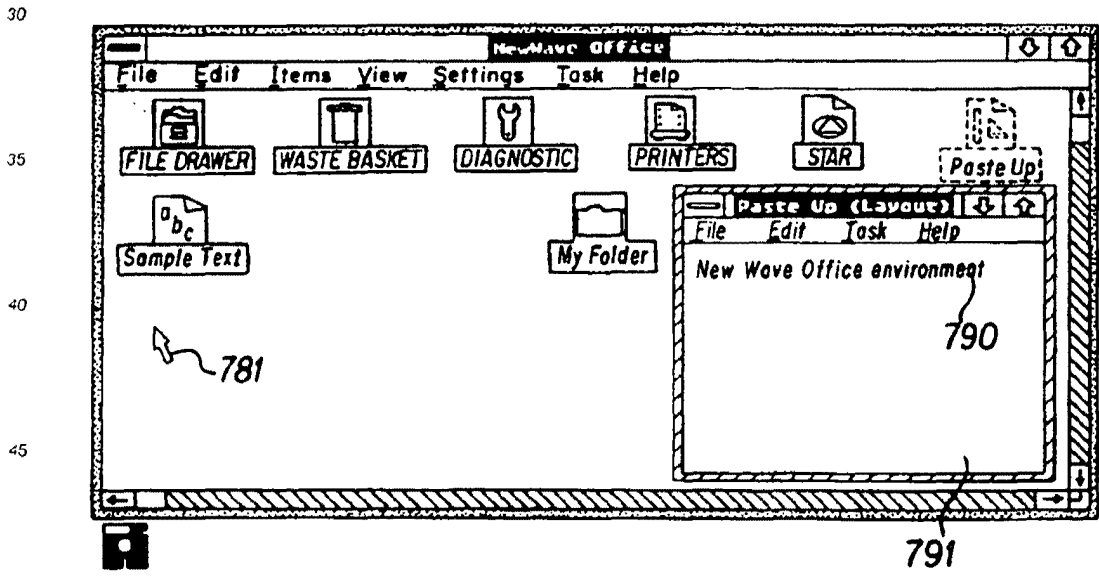 30
NewWave Office
File Edit Items View Settings Task Help
35
FILE DRAWER WASTE BASKET DIAGNOSTIC PRINTERS STAR Paste Up
Paste Up (Layout)
File Edit Task Help
abc
Sample Text My Folder
New Wave Office environment
40
790
781
45
791